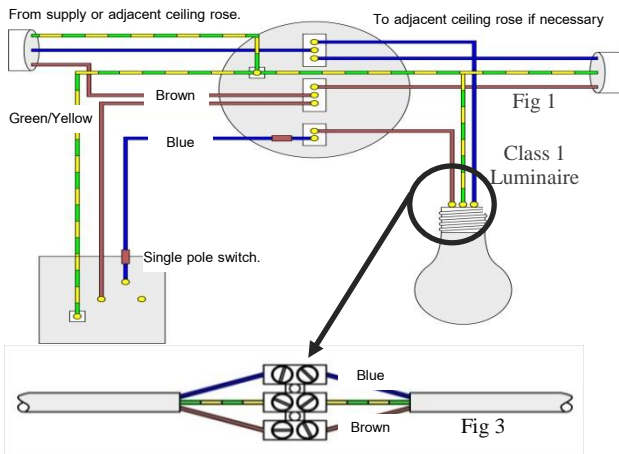 From supply or adjacent ceiling rose.
To adjacent ceiling rose if necessary
Brown
Fig 1
Green/Yellow
Blue
Class 1
Luminaire
Single pole switch.
Blue
Brown
Fig 3